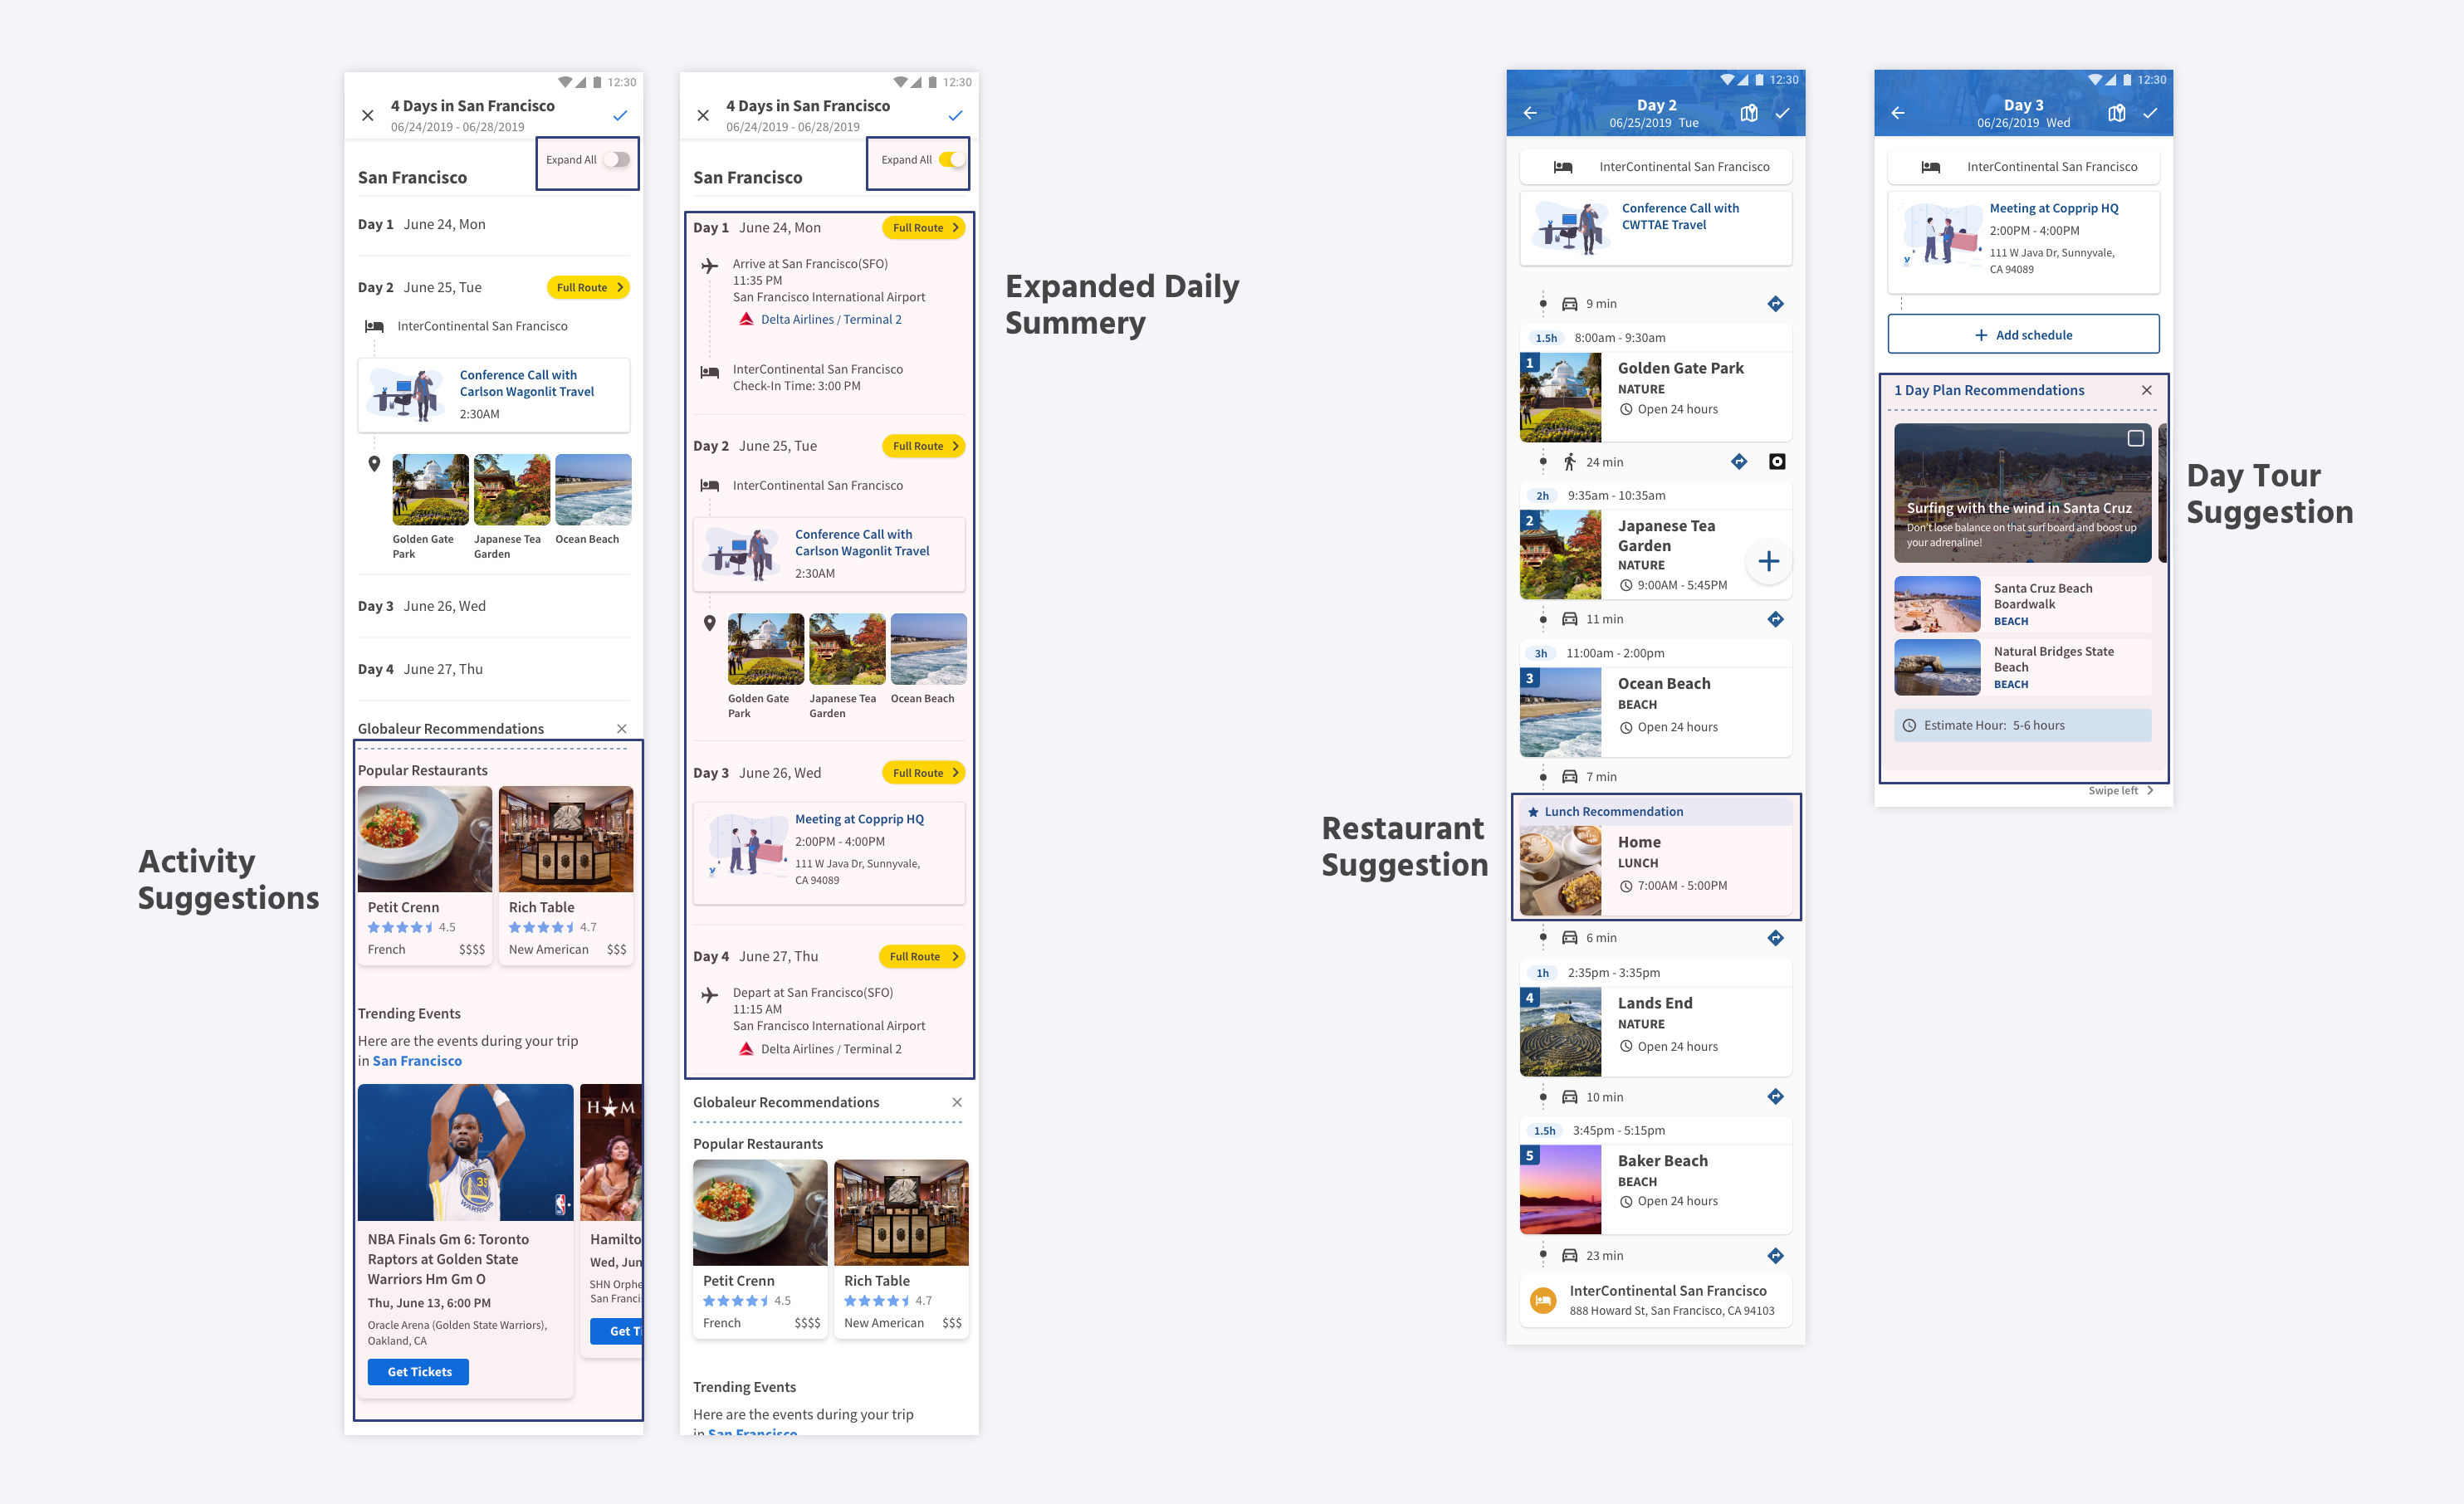 Activity
Suggestions
12:30
4 Days in San Francisco
06/24/2019 - 06/28/2019
Expand All
San Francisco
Day 1 June 24, Mon
Day 2 June 25, Tue
Full Route
InterContinental San Francisco
Conference Call with
Carlson Wagonlit Travel
2:30AM
Golden Gate
Park
Japanese Tea
Garden
Ocean Beach
Day 3 June 26, Wed
Day 4 June 27, Thu
Globaleur Recommendations
Popular Restaurants
Petit Crenn
4.5
French $$$$
Rich Table
4.7
New American $$$
Trending Events
Here are the events during your trip
in San Francisco
35
WARRIORS
NBA Finals Gm 6: Toronto
Raptors at Golden State
Warriors Hm Gm O
Thu, June 13, 6:00 PM
Oracle Arena (Golden State Warriors),
Oakland, CA
Get Tickets
H M
Hamilto
Wed, Jun
SHN Orphe
San Franci
Get Ti
12:30
4 Days in San Francisco
06/24/2019 - 06/28/2019
Expand All
San Francisco
Day 1 June 24, Mon
Full Route
Arrive at San Francisco(SFO)
11:35 PM
San Francisco International Airport
Delta Airlines / Terminal 2
InterContinental San Francisco
Check-In Time: 3:00 PM
Day 2 June 25, Tue
Full Route
InterContinental San Francisco
Conference Call with
Carlson Wagonlit Travel
2:30AM
Golden Gate
Park
Japanese Tea
Garden
Ocean Beach
Day 3 June 26, Wed
Full Route
Meeting at Copprip HQ
2:00PM - 4:00PM
111 W Java Dr, Sunnyvale,
CA 94089
Day 4 June 27, Thu
Full Route
Depart at San Francisco(SFO)
11:15 AM
San Francisco International Airport
Delta Airlines / Terminal 2
Globaleur Recommendations
Popular Restaurants
Petit Crenn
4.5
French $$$$
Rich Table
4.7
New American $$$
Trending Events
Here are the events during your trip
in San Francisco
Expanded Daily
Summery
Restaurant
Suggestion
12:30
Day 2
06/25/2019 Tue
InterContinental San Francisco
Conference Call with
CWTTAE Travel
9 min
1.5h 8:00am - 9:30am
1
Golden Gate Park
NATURE
Open 24 hours
24 min
2h 9:35am - 10:35am
2
Japanese Tea
Garden
NATURE
9:00AM - 5:45PM
11 min
3h 11:00am - 2:00pm
3
Ocean Beach
BEACH
Open 24 hours
7 min
Lunch Recommendation
Home
LUNCH
7:00AM - 5:00PM
6 min
1h 2:35pm - 3:35pm
4
Lands End
NATURE
Open 24 hours
10 min
1.5h 3:45pm - 5:15pm
5
Baker Beach
BEACH
Open 24 hours
23 min
InterContinental San Francisco
888 Howard St, San Francisco, CA 94103
12:30
Day 3
06/26/2019 Wed
InterContinental San Francisco
Meeting at Copprip HQ
2:00PM - 4:00PM
111 W Java Dr, Sunnyvale,
CA 94089
Add schedule
1 Day Plan Recommendations
Surfing with the wind in Santa Cruz
Don't lose balance on that surf board and boost up
your adrenaline!
Santa Cruz Beach
Boardwalk
BEACH
Natural Bridges State
Beach
BEACH
Estimate Hour: 5-6 hours
Swipe left
Day Tour
Suggestion